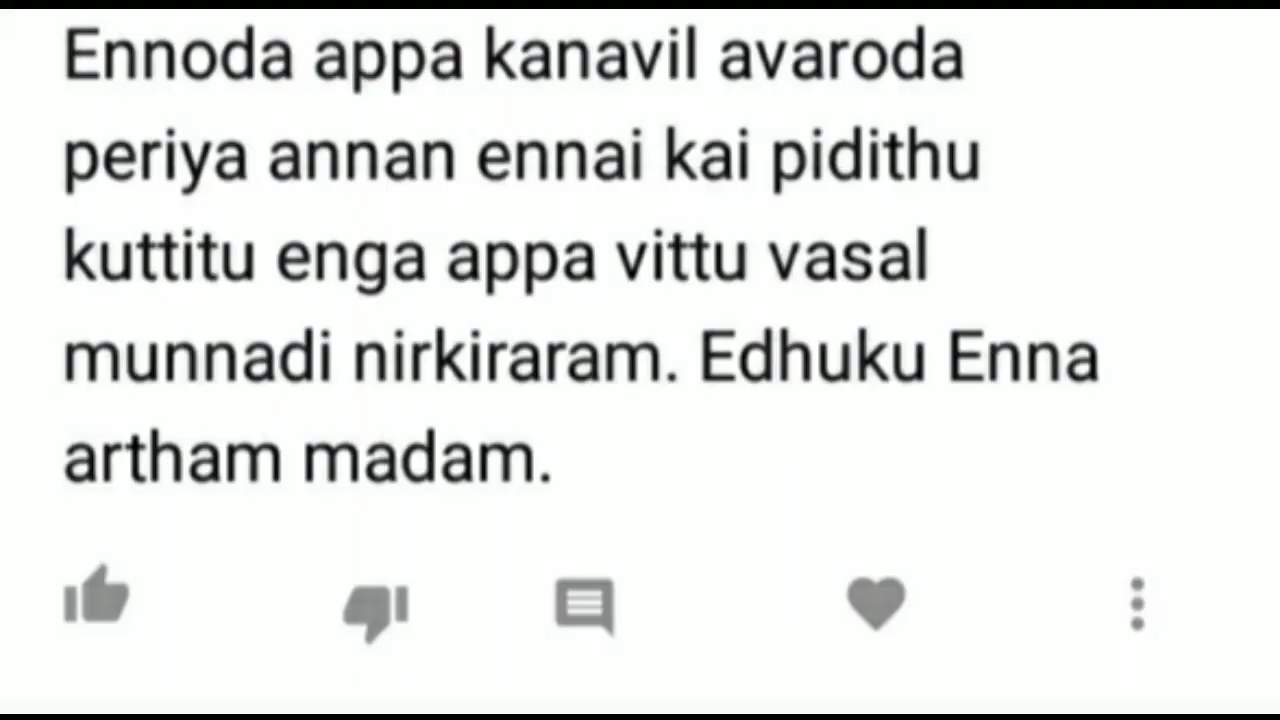 Ennoda appa kanavil avaroda
periya annan ennai kai pidithu
kuttitu enga appa vittu vasal
munnadi nirkiraram. Edhuku Enna
artham madam.